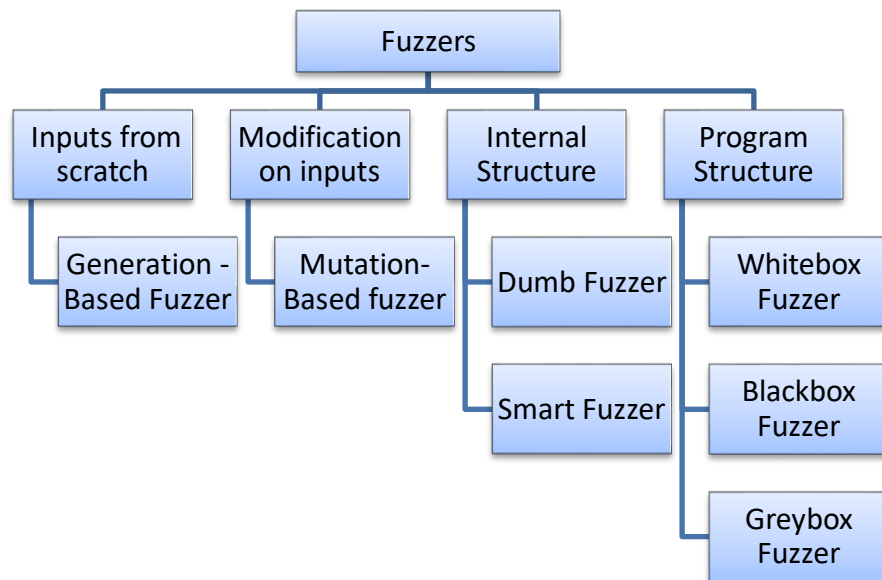 Fuzzers
Inputs from
scratch
Modification
on inputs
Internal
Structure
Program
Structure
Generation -
Based Fuzzer
Mutation-
Based fuzzer
Dumb Fuzzer
Smart Fuzzer
Whitebox
Fuzzer
Blackbox
Fuzzer
Greybox
Fuzzer